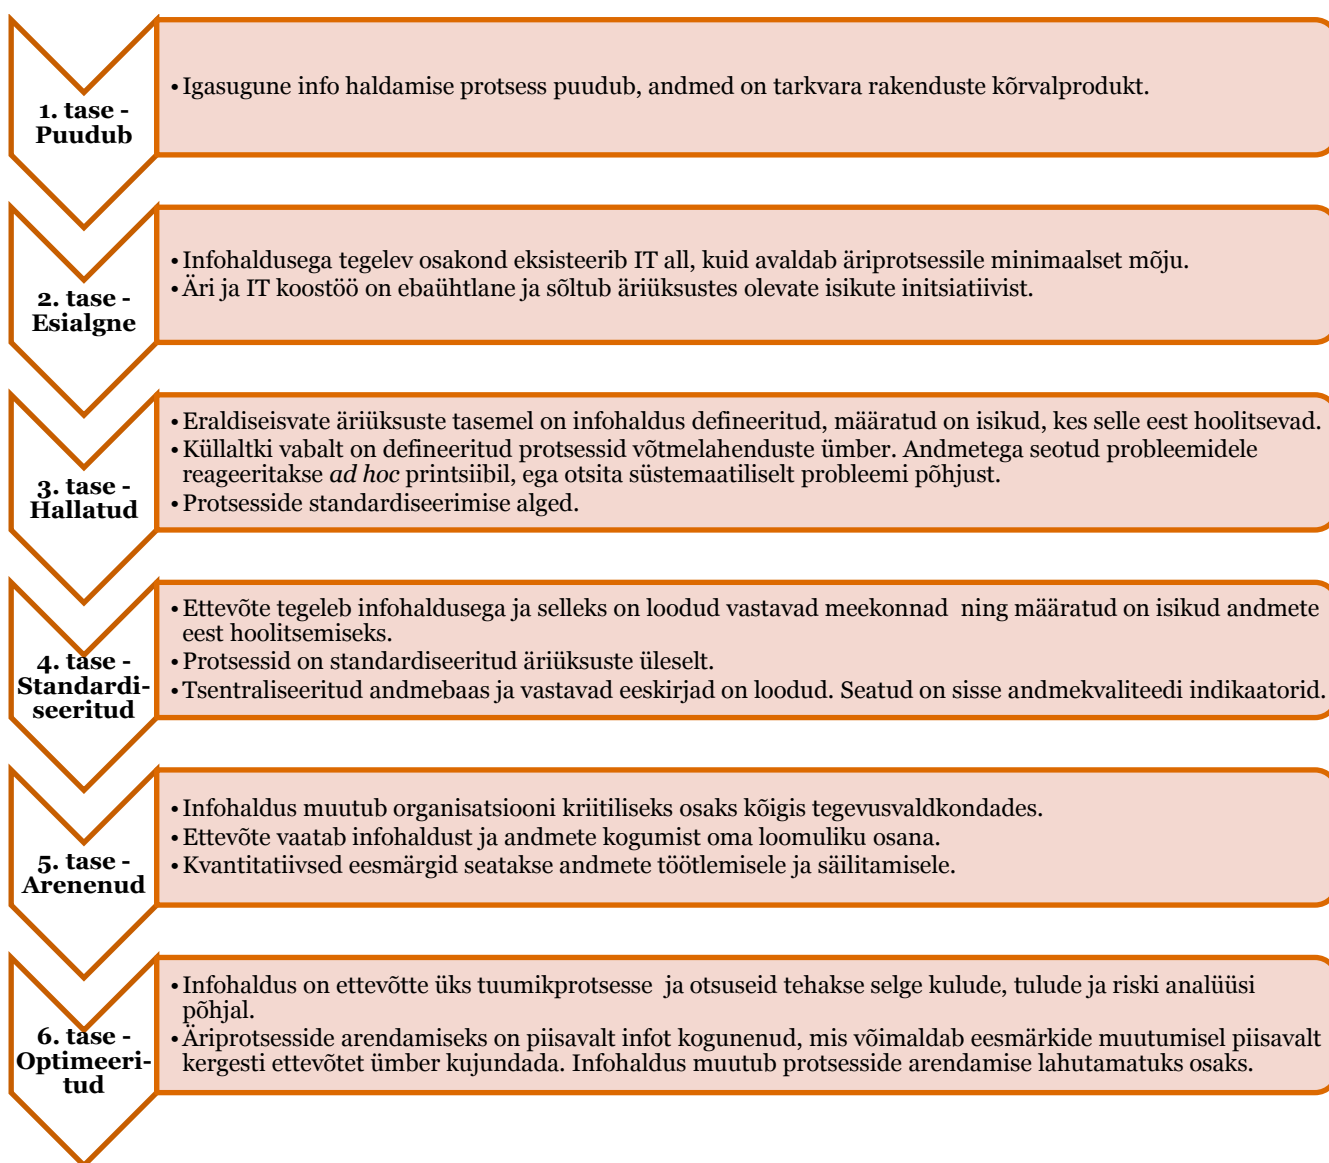 1. tase -
Puudub
• Igasugune info haldamise protsess puudub, andmed on tarkvara rakenduste kõrvalprodukt.
2. tase -
Esialgne
• Infohaldusega tegelev osakond eksisteerib IT all, kuid avaldab äriprotsessile minimaalset mõju.
• Äri ja IT koostöö on ebaühtlane ja sõltub äriüksustes olevate isikute initsiatiivist.
3. tase -
Hallatud
• Eraldiseisvate äriüksuste tasemel on infohaldus defineeritud, määratud on isikud, kes selle eest hoolitsevad.
• Küllaltki vabalt on defineeritud protsessid võtmelahenduste ümber. Andmetega seotud probleemidele
reageeritakse ad hoc printsiibil, ega otsita süstemaatiliselt probleemi põhjust.
• Protsesside standardiseerimise alged.
4. tase -
Standardi-
seeritud
• Ettevõte tegeleb infohaldusega ja selleks on loodud vastavad meekonnad ning määratud on isikud andmete
eest hoolitsemiseks.
• Protsessid on standardiseeritud äriüksuste üleselt.
• Tsentraliseeritud andmebaas ja vastavad eeskirjad on loodud. Seatud on sisse andmekvaliteedi indikaatorid.
5. tase -
Arenenud
• Infohaldus muutub organisatsiooni kriitiliseks osaks kõigis tegevusvaldkondades.
• Ettevõte vaatab infohaldust ja andmete kogumist oma loomuliku osana.
• Kvantitatiivsed eesmärgid seatakse andmete töötlemisele ja säilitamisele.
6. tase -
Optimeeri-
tud
• Infohaldus on ettevõtte üks tuumikprotsesse ja otsuseid tehakse selge kulude, tulude ja riski analüüsi
põhjal.
• Äriprotsesside arendamiseks on piisavalt infot kogunenud, mis võimaldab eesmärkide muutumisel piisavalt
kergesti ettevõtet ümber kujundada. Infohaldus muutub protsesside arendamise lahutamatuks osaks.